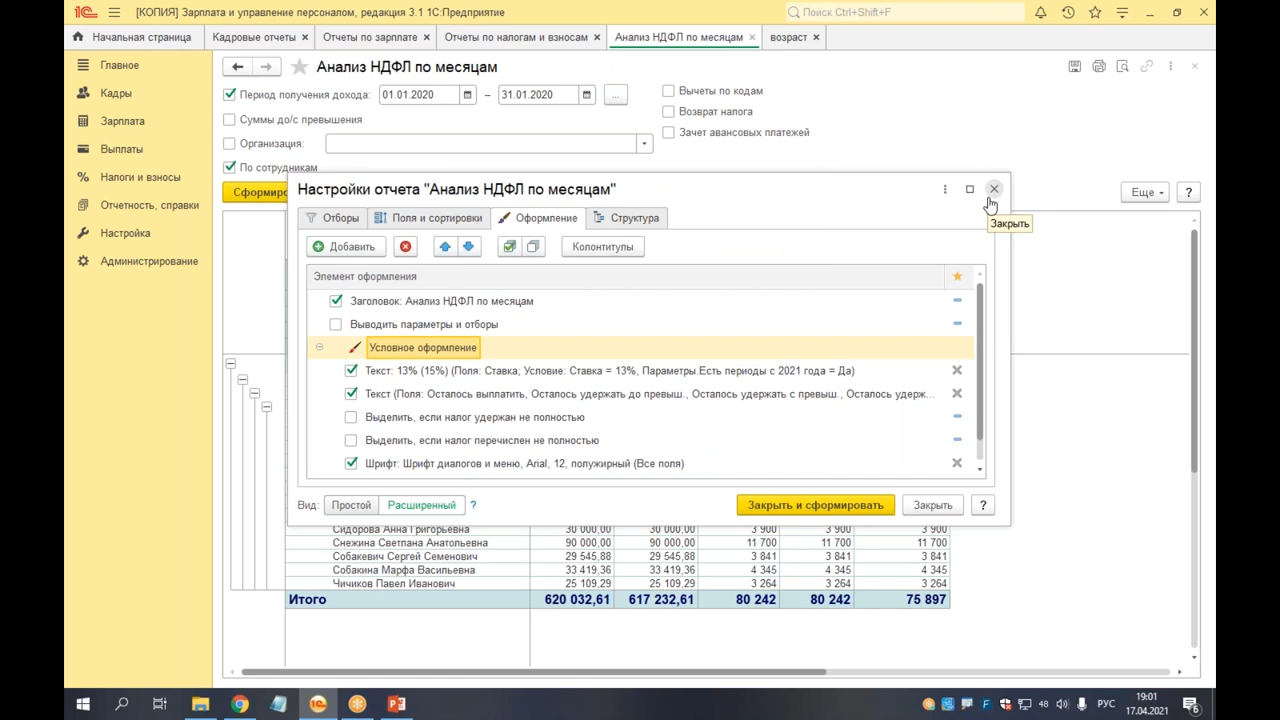 [КОПИЯ] Зарплата и управление персоналом, редакция 3.1 1С:Предприятие
Поиск Ctrl+Shift+F
Начальная страница
Кадровые отчеты
Отчеты по зарплате
Отчеты по налогам и взносам
Анализ НДФЛ по месяцам
возраст
Главное
Кадры
Зарплата
Выплаты
Налоги и взносы
Отчетность, справки
Настройка
Администрирование
Анализ НДФЛ по месяцам
Период получения дохода: 01.01.2020 – 31.01.2020 ...
Вычеты по кодам
Суммы до/с превышения
Возврат налога
Организация:
Зачет авансовых платежей
По сотрудникам
Сформиро
Еще
?
Настройки отчета "Анализ НДФЛ по месяцам"
Закрыть
Отборы
Поля и сортировки
Оформление
Структура
Добавить
Колонтитулы
Элемент оформления
Заголовок: Анализ НДФЛ по месяцам
Выводить параметры и отборы
Условное оформление
Текст: 13% (15%) (Поля: Ставка; Условие: Ставка = 13%, Параметры.Есть периоды с 2021 года = Да)
Текст (Поля: Осталось выплатить, Осталось удержать до превыш., Осталось удержать с превыш., Осталось удерж...
Выделить, если налог удержан не полностью
Выделить, если налог перечислен не полностью
Шрифт: Шрифт диалогов и меню, Arial, 12, полужирный (Все поля)
Вид: Простой Расширенный ?
Закрыть и сформировать
Закрыть
?
Сидорова Анна Григорьевна 30 000,00 30 000,00 3 900 3 900 3 900
Снежина Светлана Анатольевна 90 000,00 90 000,00 11 700 11 700 11 700
Собакевич Сергей Семенович 29 545,88 29 545,88 3 841 3 841 3 841
Собакина Марфа Васильевна 33 419,36 33 419,36 4 345 4 345 4 345
Чичиков Павел Иванович 25 109,29 25 109,29 3 264 3 264 3 264
Итого 620 032,61 617 232,61 80 242 80 242 75 897
48
РУС
19:01
17.04.2021
6